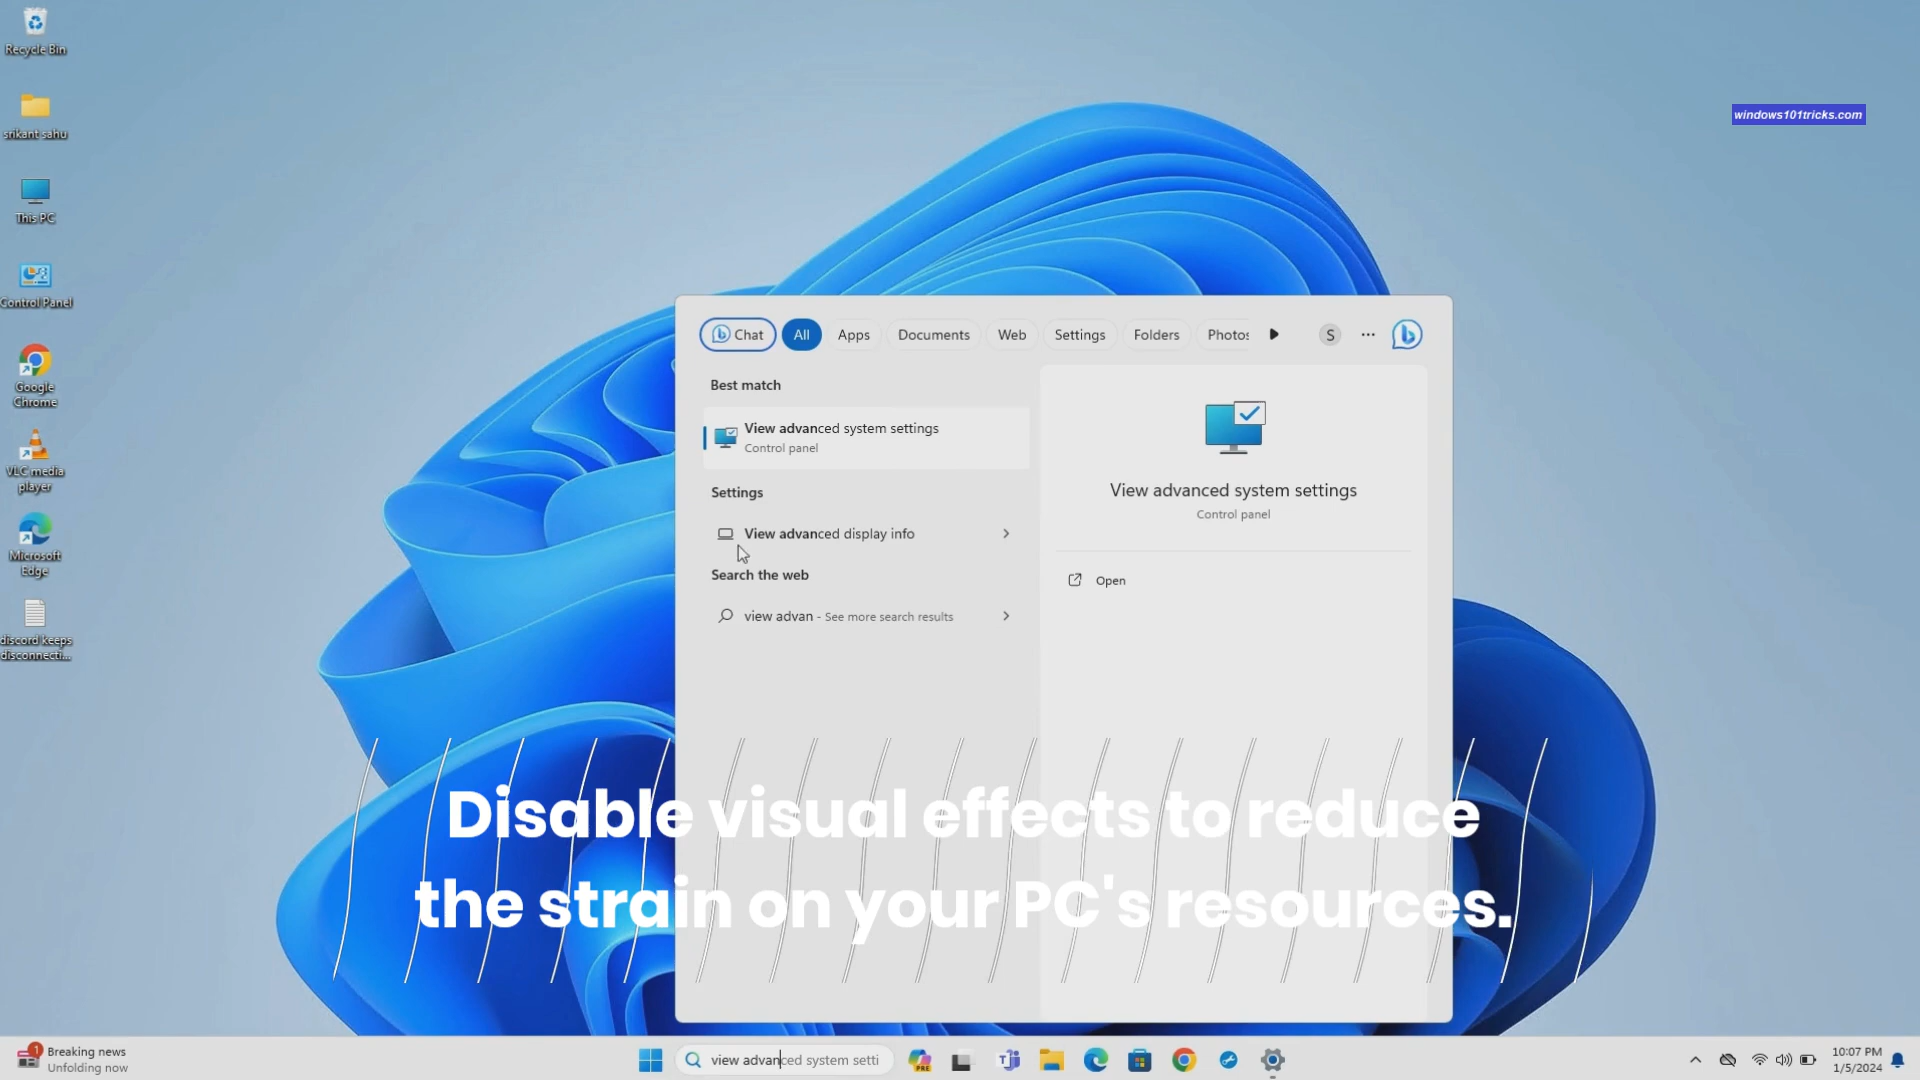 Recycle Bin
srikant sahu
This PC
Control Panel
Google
Chrome
VLC media
player
Microsoft
Edge
discord keeps
disconnecti...
windows101tricks.com
Chat
All
Apps
Documents
Web
Settings
Folders
Photos
S
Best match
View advanced system settings
Control panel
Settings
View advanced display info
Search the web
view advan - See more search results
View advanced system settings
Control panel
Open
Disable visual effects to reduce
the strain on your PC's resources.
1
Breaking news
Unfolding now
view advanced system setti
PRE
10:07 PM
1/5/2024